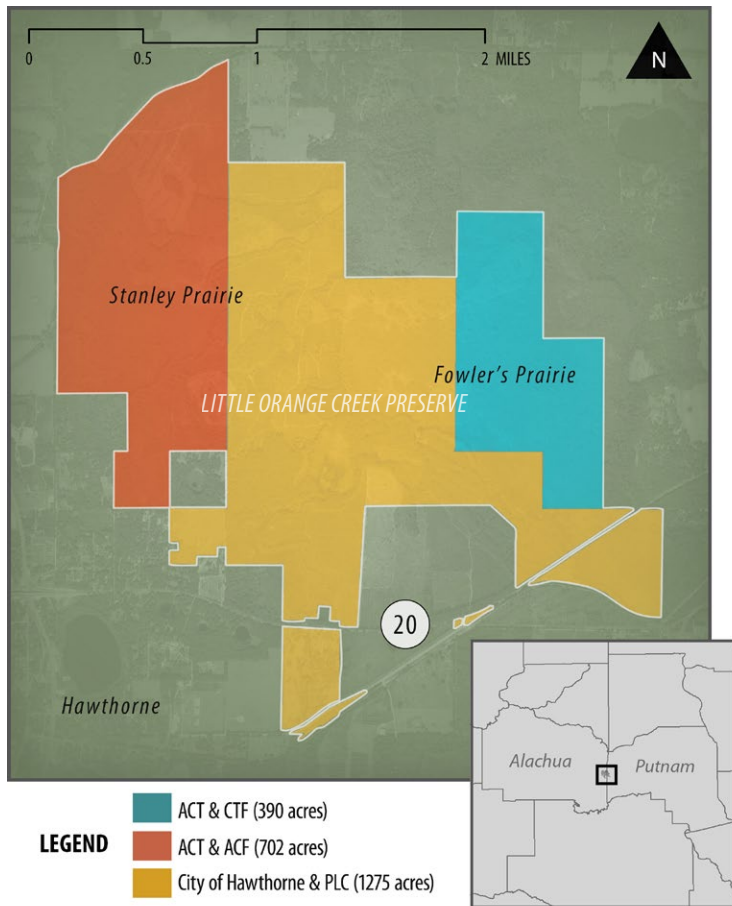 0 0.5 1 2 MILES
N
Stanley Prairie
Fowler's Prairie
LITTLE ORANGE CREEK PRESERVE
20
Hawthorne
Alachua
Putnam
LEGEND
ACT & CTF (390 acres)
ACT & ACF (702 acres)
City of Hawthorne & PLC (1275 acres)